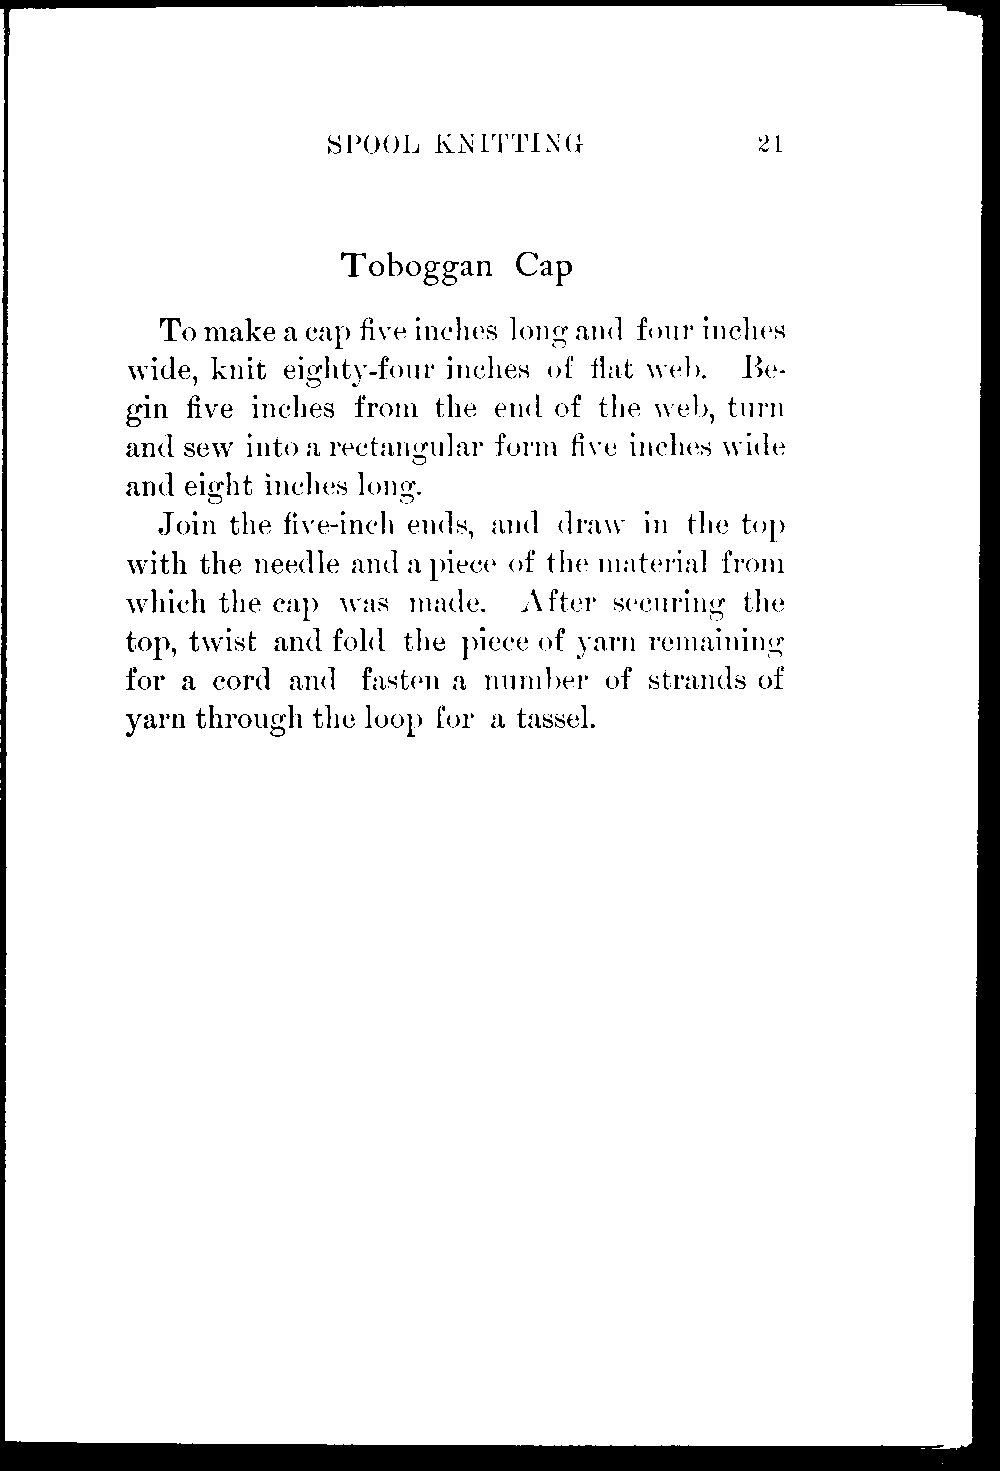 SPOOL KNITTING 21
Toboggan Cap
To make a cap five inches long and four inches
wide, knit eighty-four inches of flat web. Be-
gin five inches from the end of the web, turn
and sew into a rectangular form five inches wide
and eight inches long.
Join the five-inch ends, and draw in the top
with the needle and a piece of the material from
which the cap was made. After securing the
top, twist and fold the piece of yarn remaining
for a cord and fasten a number of strands of
yarn through the loop for a tassel.